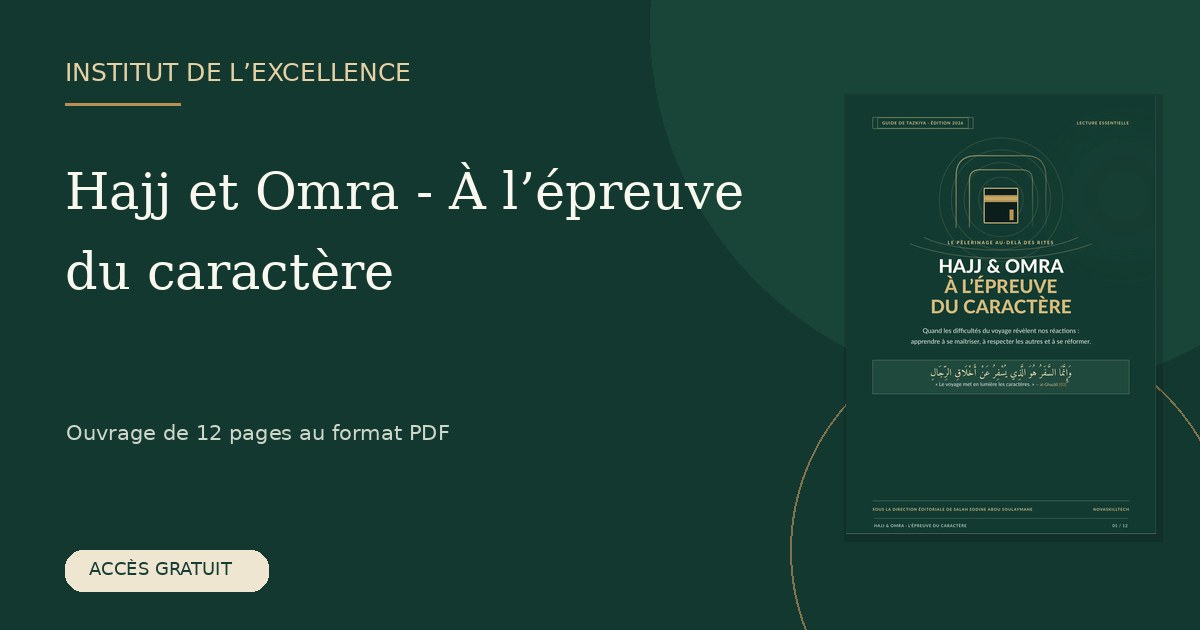 INSTITUT DE L’EXCELLENCE
Hajj et Omra - À l’épreuve
du caractère
Ouvrage de 12 pages au format PDF
ACCÈS GRATUIT
GUIDE DE TAZKIYA · ÉDITION 2026
LECTURE ESSENTIELLE
LE PÈLERINAGE AU-DELÀ DES RITES
HAJJ & OMRA
À L’ÉPREUVE
DU CARACTÈRE
Quand les difficultés du voyage révèlent nos réactions :
apprendre à se maîtriser, à respecter les autres et à se réformer.
وَإِنَّمَا السَّفَرُ هُوَ الَّذِي يُسْفِرُ عَنْ أَخْلَاقِ الرِّجَالِ
« Le voyage met en lumière les caractères. » — al-Ghazālī
SOUS LA DIRECTION ÉDITORIALE DE SALAH EDDINE ABOU SOULAYMANE
NOVASKILLTECH
HAJJ & OMRA · L’ÉPREUVE DU CARACTÈRE
01 / 12